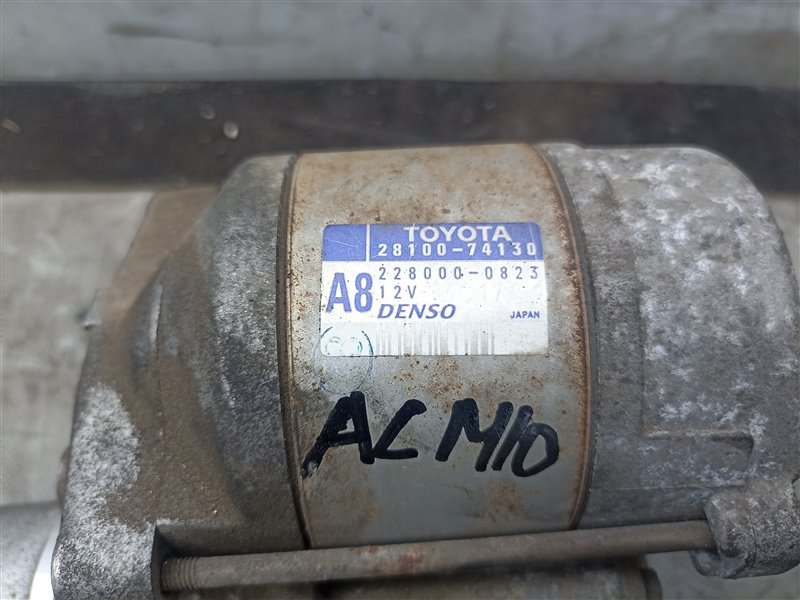 TOYOTA
28100-74130
228000-0823
A8
12V
DENSO
JAPAN
ACM10